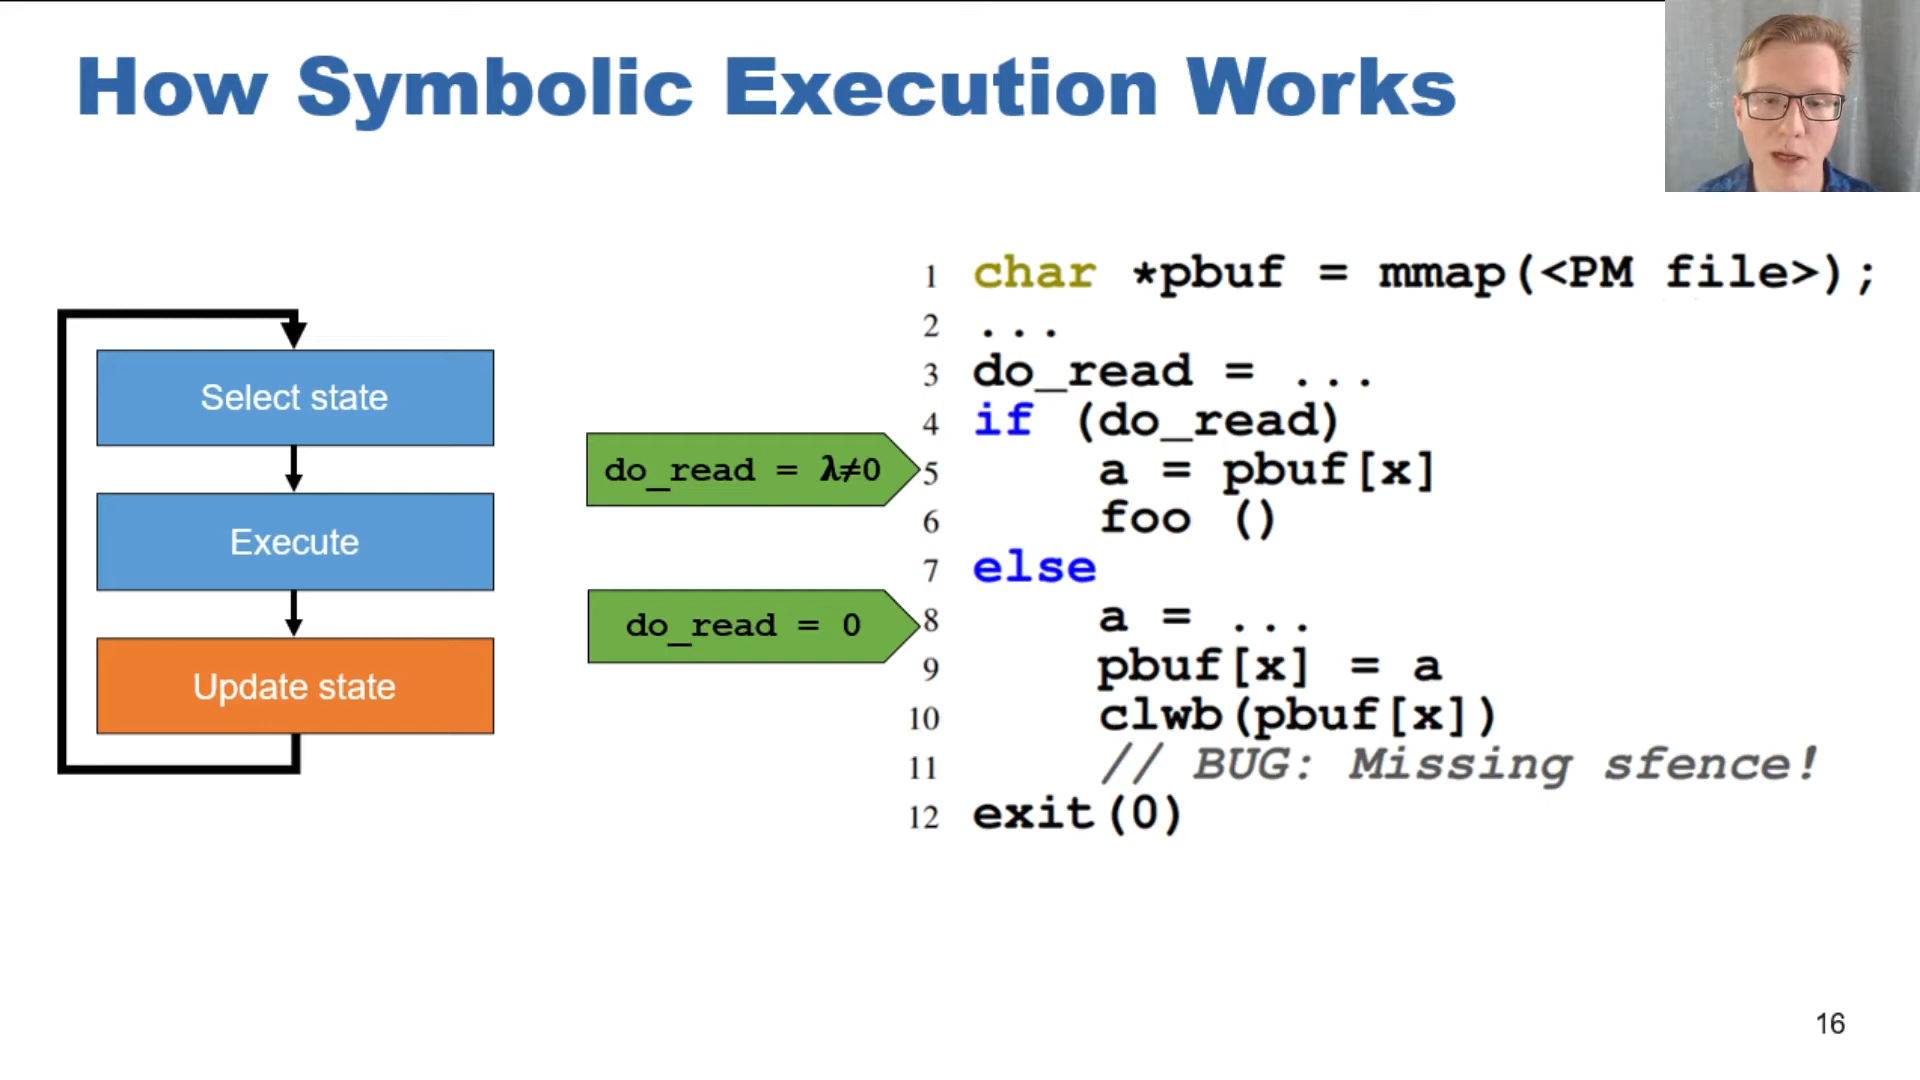 How Symbolic Execution Works
Select state
Execute
Update state
do_read = λ≠0
do_read = 0
1 char *pbuf = mmap(<PM file>);
2 ...
3 do_read = ...
4 if (do_read)
5 a = pbuf[x]
6 foo ()
7 else
8 a = ...
9 pbuf[x] = a
10 clwb(pbuf[x])
11 // BUG: Missing sfence!
12 exit(0)
16